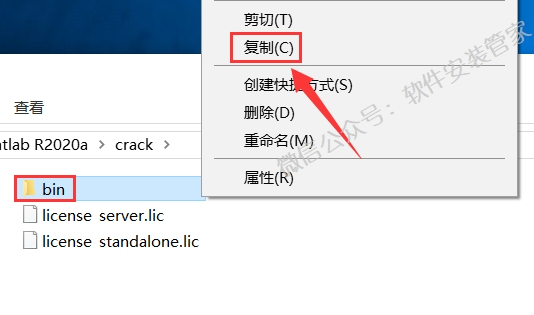 剪切(T)
复制(C)
创建快捷方式(S)
删除(D)
重命名(M)
属性(R)
查看
atlab R2020a > crack >
bin
license_server.lic
license_standalone.lic
微信公众号：软件安装管家